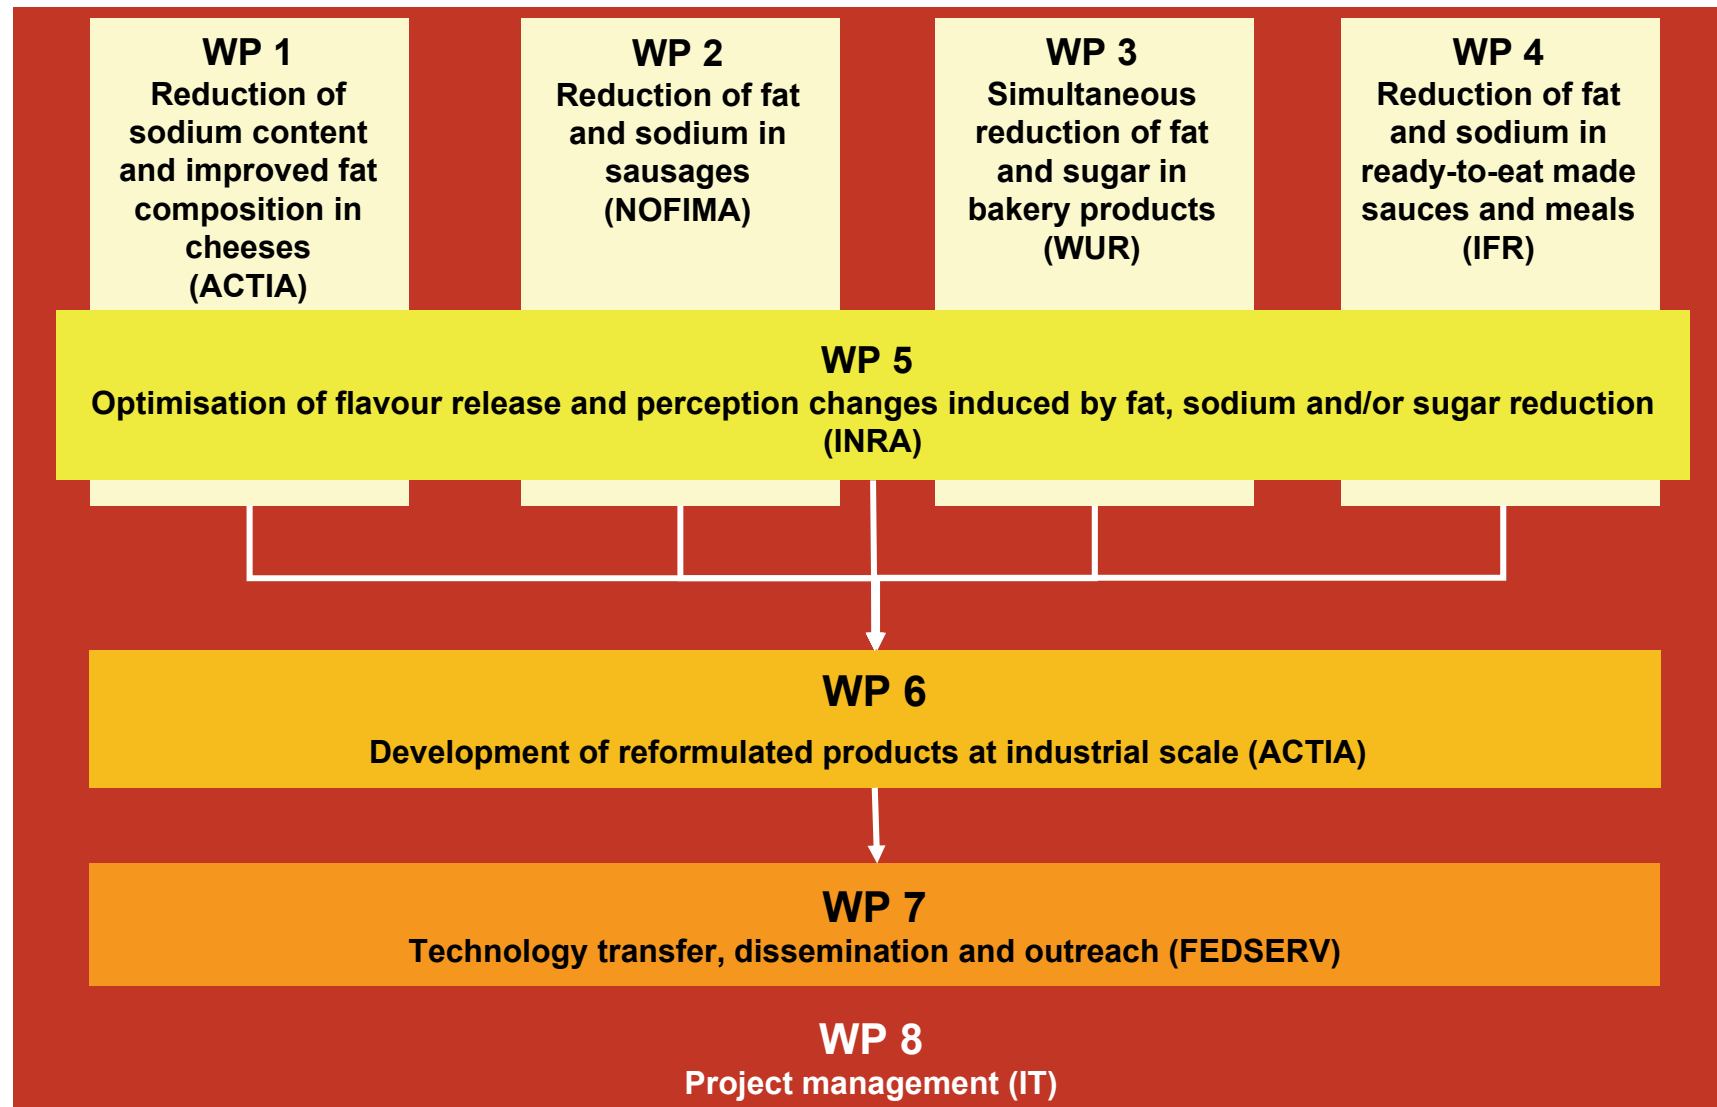 WP 1
Reduction of
sodium content
and improved fat
composition in
cheeses
(ACTIA)
WP 2
Reduction of fat
and sodium in
sausages
(NOFIMA)
WP 3
Simultaneous
reduction of fat
and sugar in
bakery products
(WUR)
WP 4
Reduction of fat
and sodium in
ready-to-eat made
sauces and meals
(IFR)
WP 5
Optimisation of flavour release and perception changes induced by fat, sodium and/or sugar reduction
(INRA)
WP 6
Development of reformulated products at industrial scale (ACTIA)
WP 7
Technology transfer, dissemination and outreach (FEDSERV)
WP 8
Project management (IT)